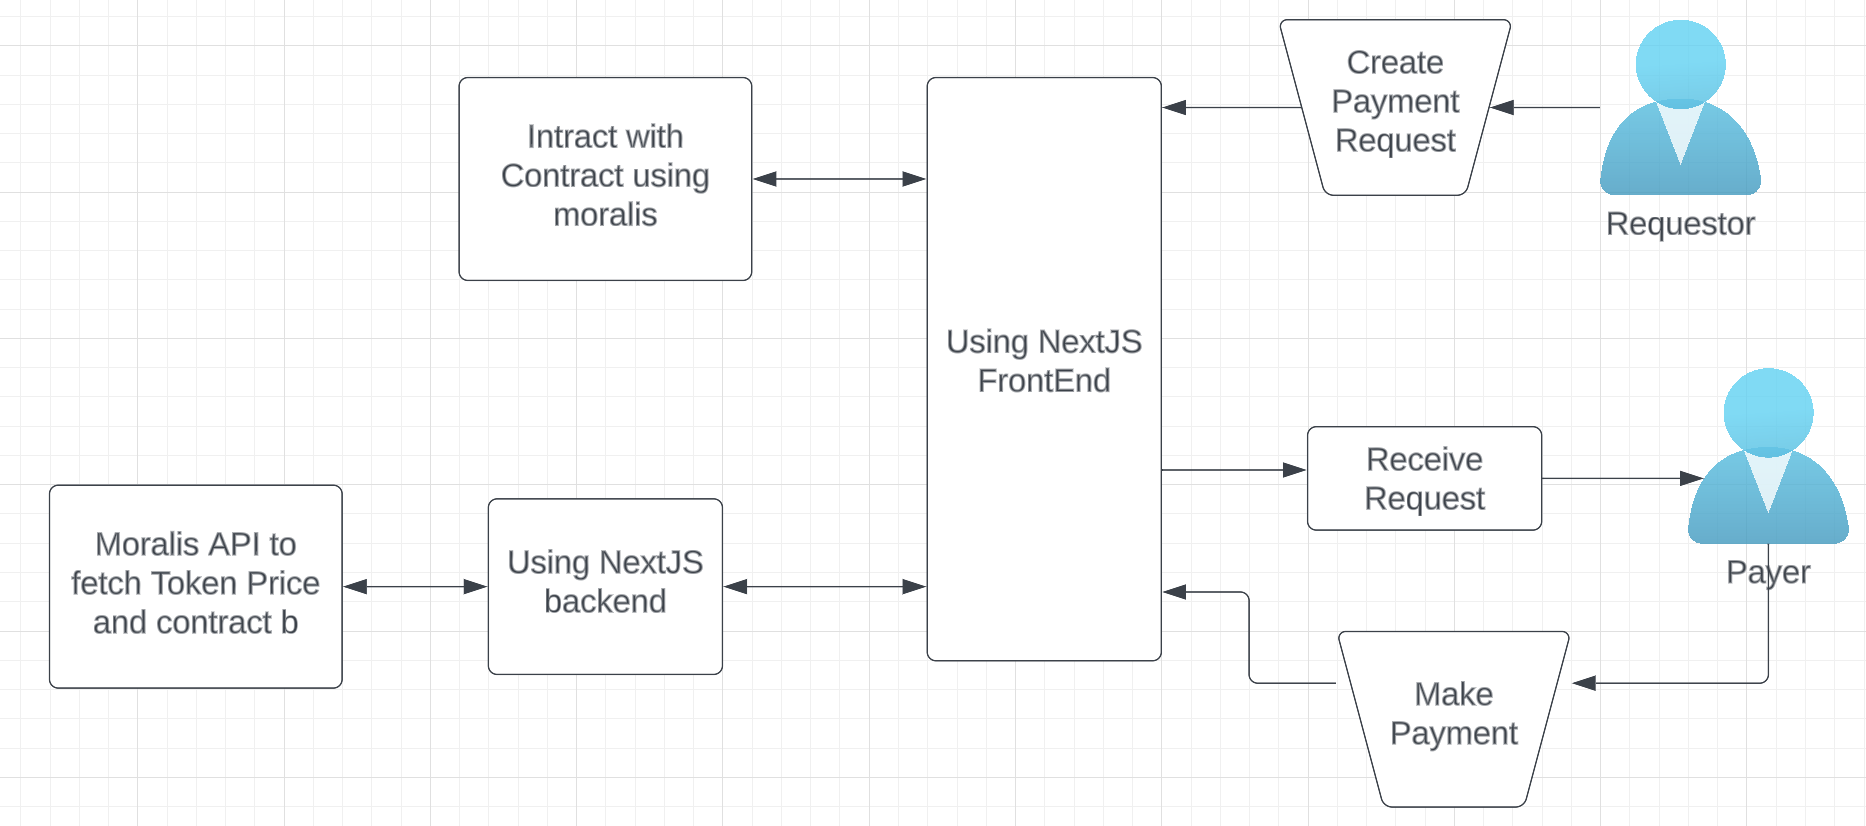 Create
Payment
Request
Requestor
Intract with
Contract using
moralis
Using NextJS
FrontEnd
Receive
Request
Payer
Moralis API to
fetch Token Price
and contract b
Using NextJS
backend
Make
Payment